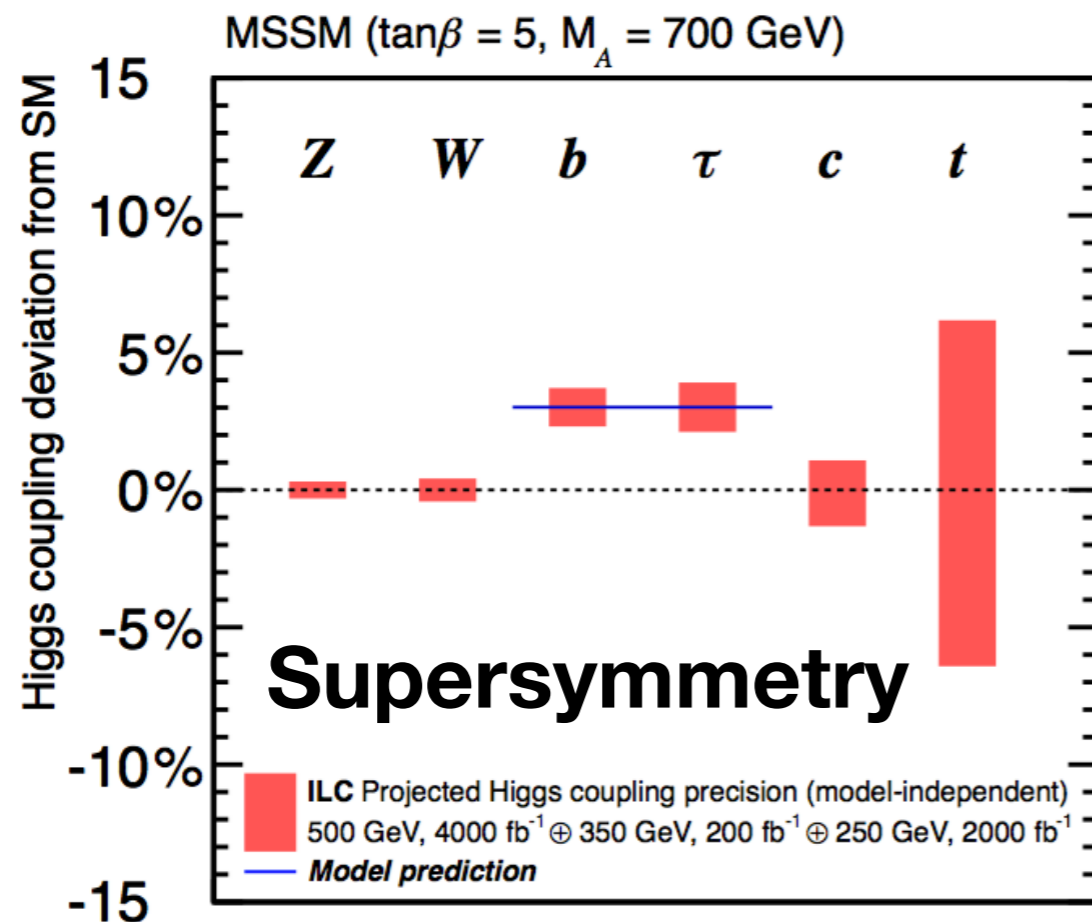 MSSM (tanβ = 5, M_A = 700 GeV)
Higgs coupling deviation from SM
15
10%
5%
0%
-5%
-10%
-15
Z W b τ c t
Supersymmetry
ILC Projected Higgs coupling precision (model-independent)
500 GeV, 4000 fb⁻¹ ⊕ 350 GeV, 200 fb⁻¹ ⊕ 250 GeV, 2000 fb⁻¹
Model prediction